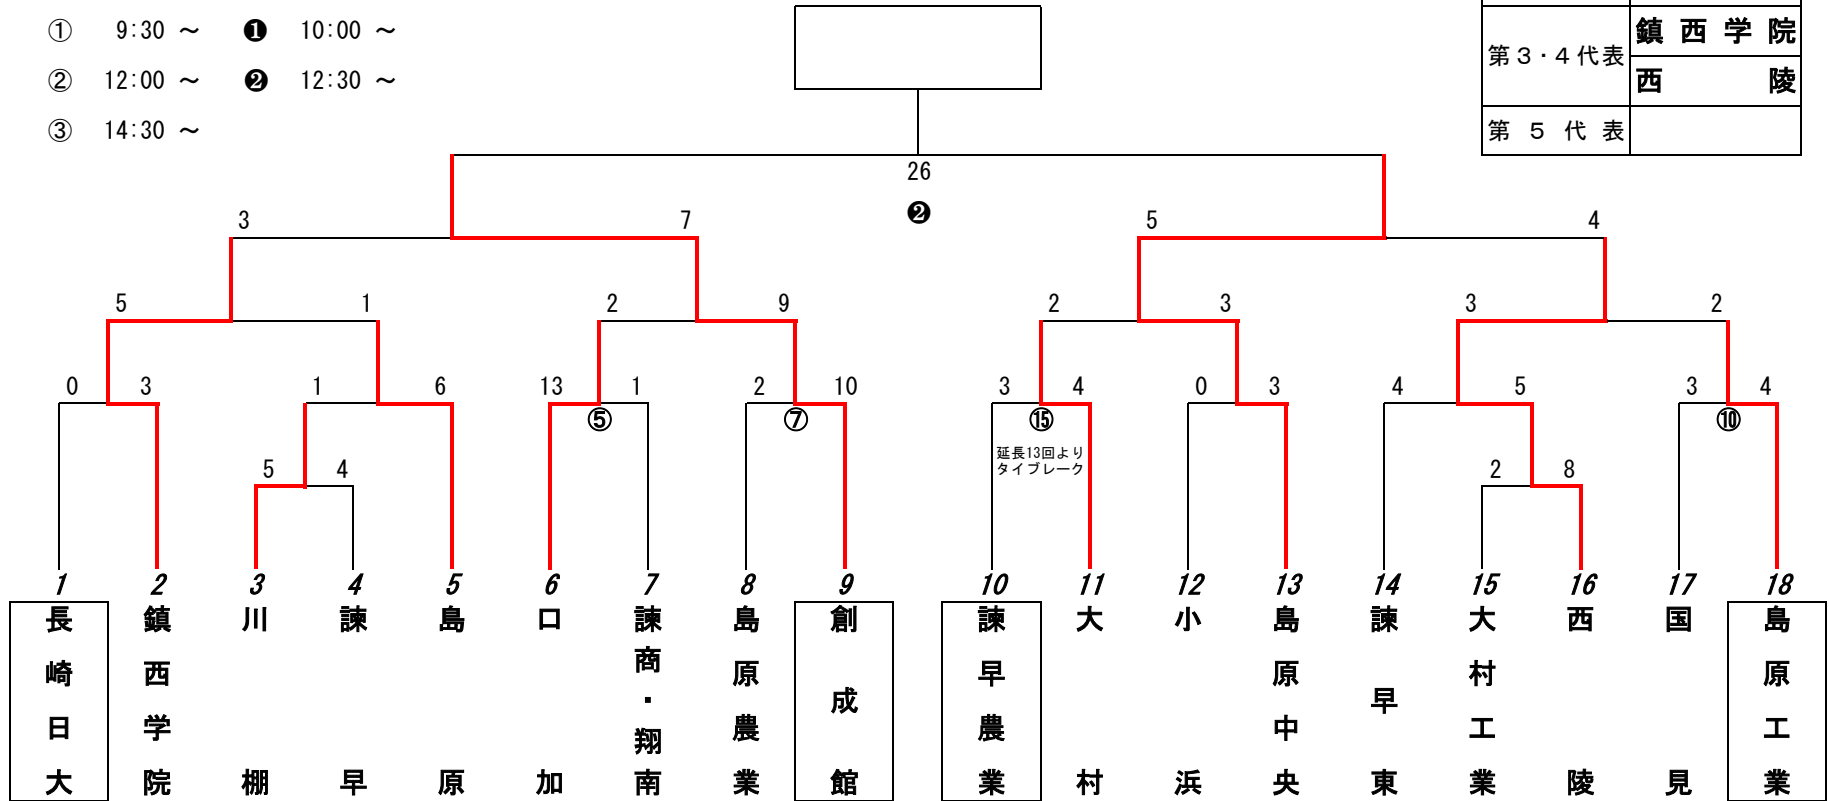 ① 9:30 ～ ❶ 10:00 ～
② 12:00 ～ ❷ 12:30 ～
③ 14:30 ～
第３・４代表
鎮西学院
西陵
第５代表
26
❷
3 7 5 4
5 1 2 9 2 3 3 2
0 3 1 6 13 1 2 10 3 4 0 3 4 5 3 4
⑤ ⑦ ⑮ ⑩
延長13回より
タイブレーク
5 4 2 8
1 2 3 4 5 6 7 8 9 10 11 12 13 14 15 16 17 18
長崎日大
鎮西学院
川棚
諫早
島原
口加
諫商・翔南
島原農業
創成館
諫早農業
大村
小浜
島原中央
諫早東
大村工業
西陵
国見
島原工業